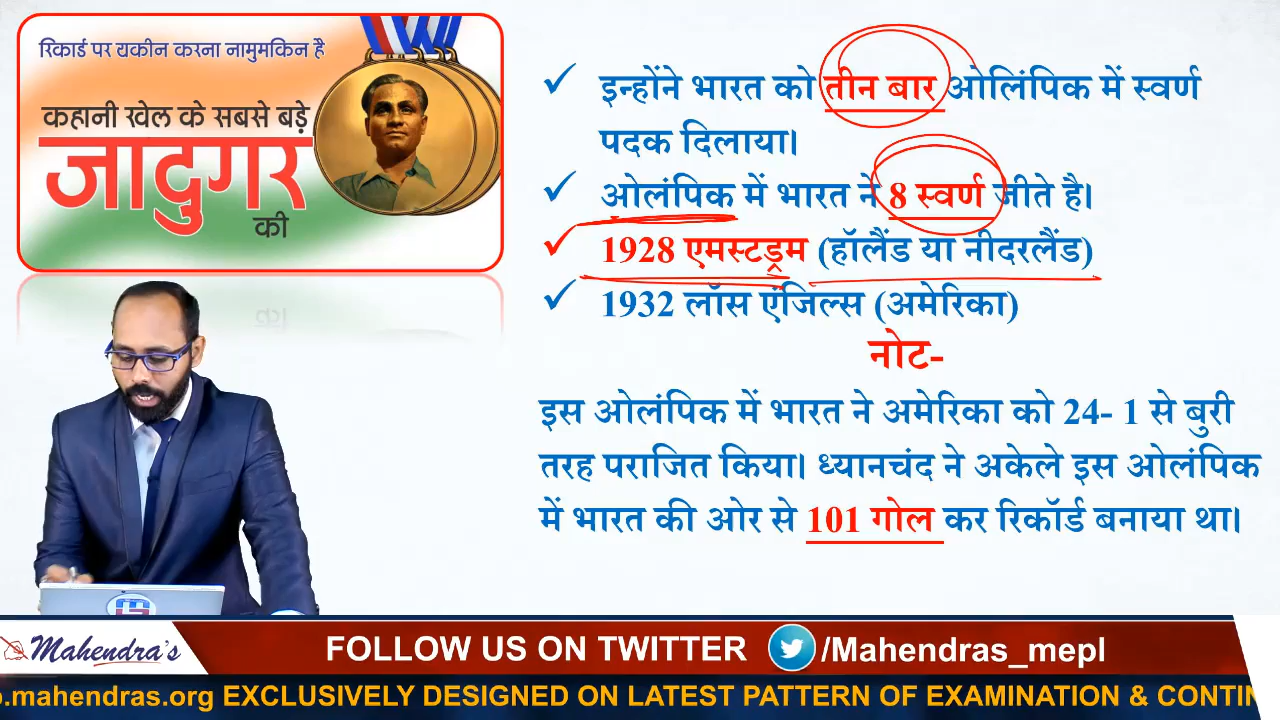 रिकार्ड पर यकीन करना नामुमकिन है
कहानी खेल के सबसे बड़े
जादुगर
की
इन्होंने भारत को तीन बार ओलिंपिक में स्वर्ण
पदक दिलाया।
ओलंपिक में भारत ने 8 स्वर्ण जीते है।
1928 एमस्टड्रम (हॉलैंड या नीदरलैंड)
1932 लॉस एंजिल्स (अमेरिका)
नोट-
इस ओलंपिक में भारत ने अमेरिका को 24- 1 से बुरी
तरह पराजित किया। ध्यानचंद ने अकेले इस ओलंपिक
में भारत की ओर से 101 गोल कर रिकॉर्ड बनाया था।
Mahendra's
FOLLOW US ON TWITTER /Mahendras_mepl
.mahendras.org EXCLUSIVELY DESIGNED ON LATEST PATTERN OF EXAMINATION &